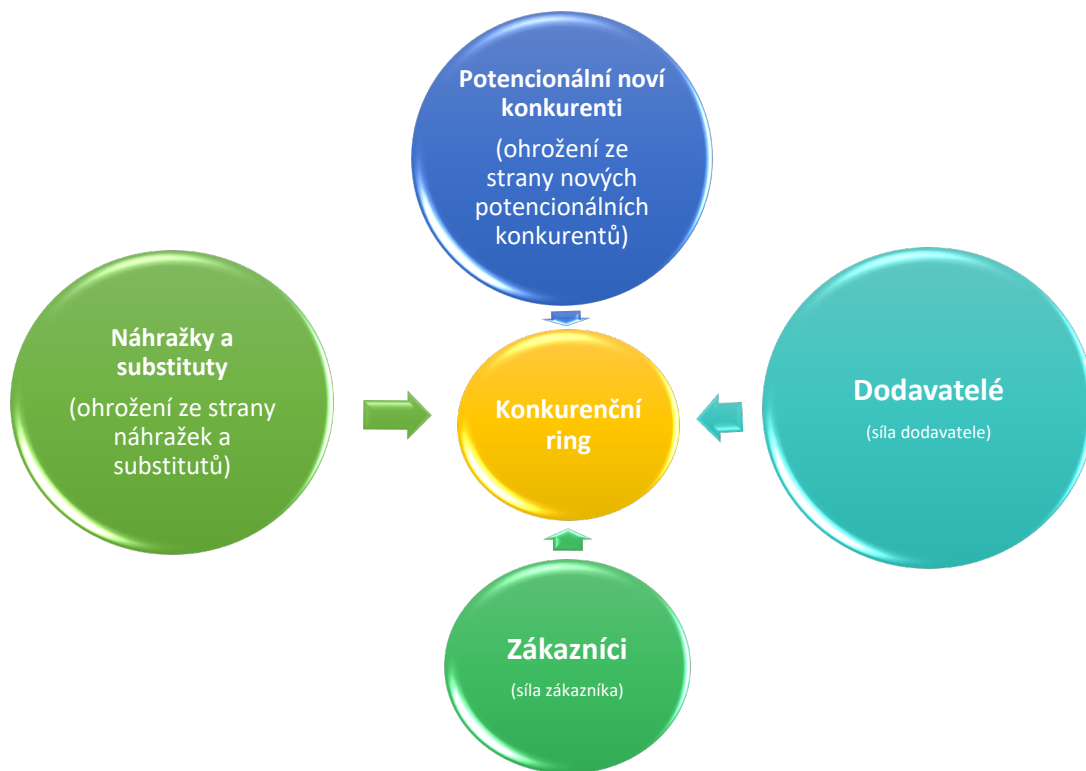 Potencionální noví
konkurenti
(ohrožení ze
strany nových
potencionálních
konkurentů)
Náhražky a
substituty
(ohrožení ze strany
náhražek a
substitutů)
Konkurenční
ring
Dodavatelé
(síla dodavatele)
Zákazníci
(síla zákazníka)